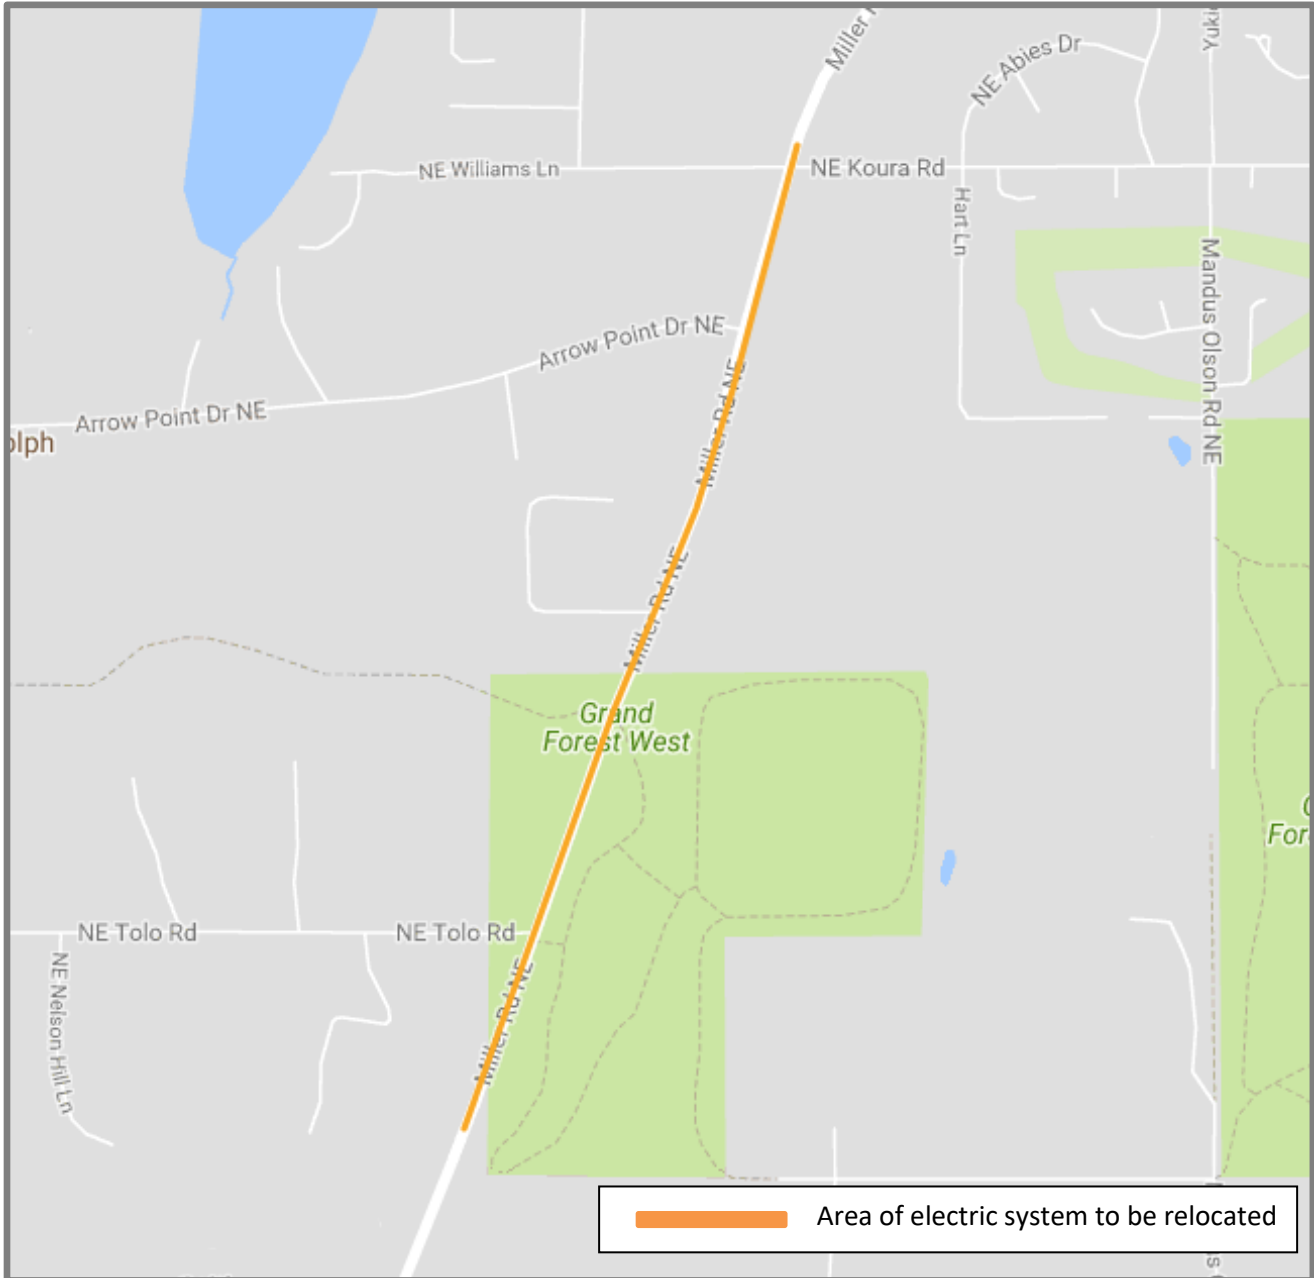 Miller
NE Abies Dr
NE Williams Ln
NE Koura Rd
Hart Ln
Mandus Olson Rd NE
Arrow Point Dr NE
Arrow Point Dr NE
Miller Rd NE
olph
Miller Rd NE
Grand
Forest West
For
NE Tolo Rd
NE Tolo Rd
Miller Rd NE
NE Nelson Hill Ln
Area of electric system to be relocated